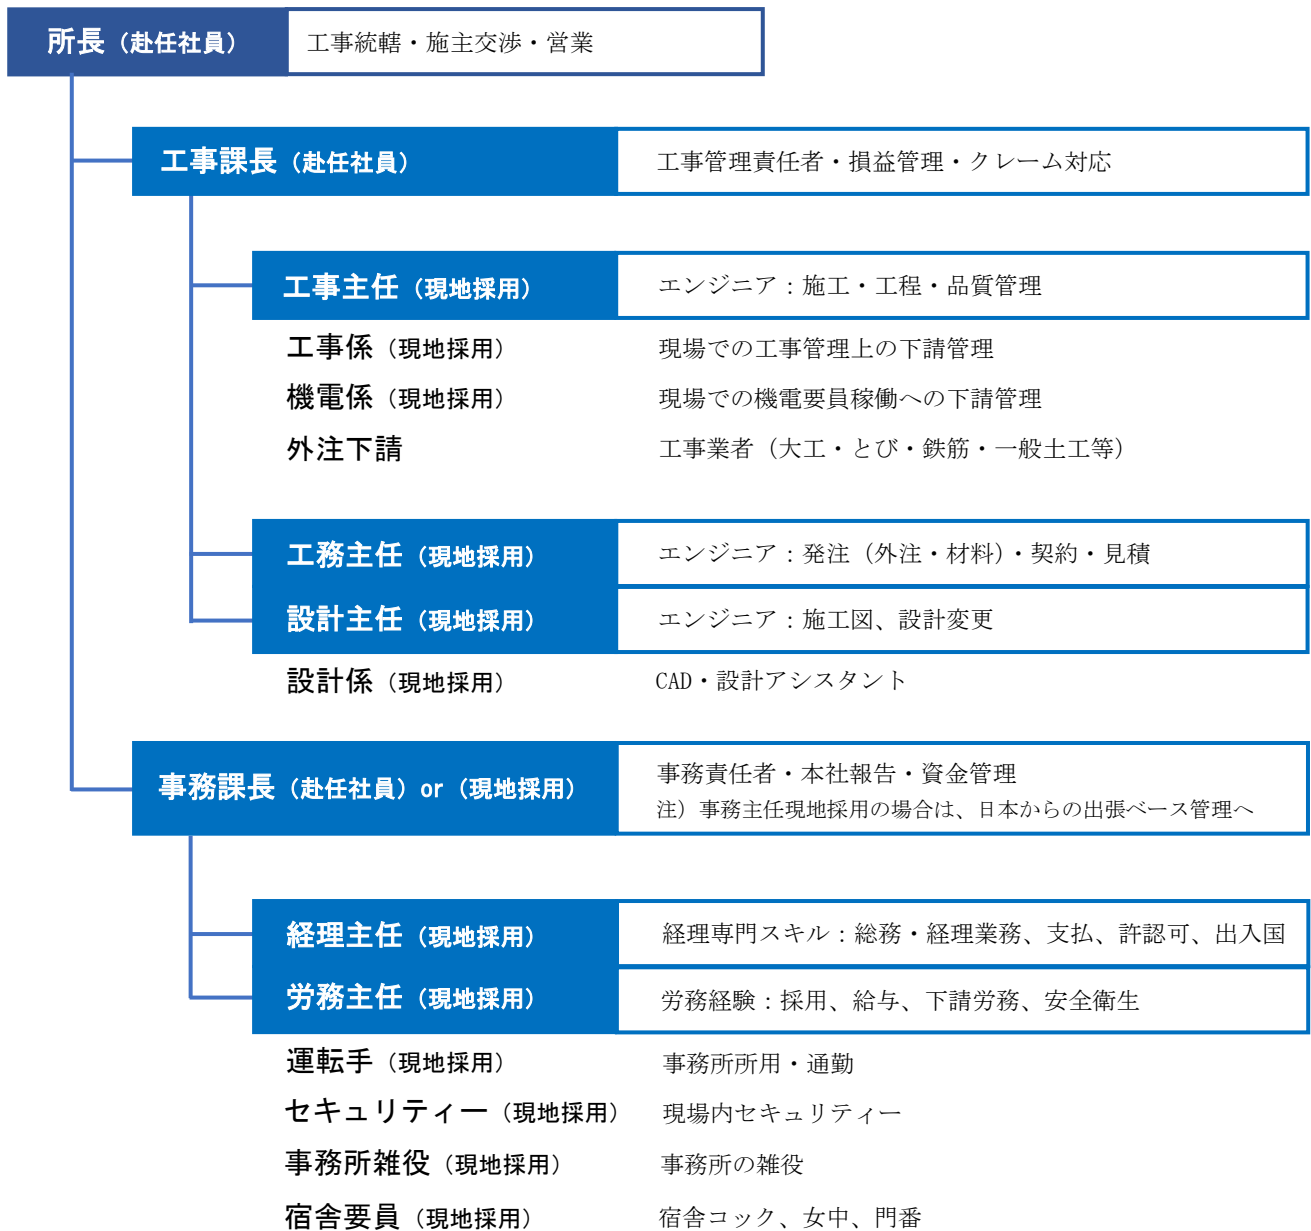 所長（赴任社員） 工事統轄・施主交渉・営業
工事課長（赴任社員） 工事管理責任者・損益管理・クレーム対応
工事主任（現地採用） エンジニア：施工・工程・品質管理
工事係（現地採用） 現場での工事管理上の下請管理
機電係（現地採用） 現場での機電要員稼働への下請管理
外注下請 工事業者（大工・とび・鉄筋・一般土工等）
工務主任（現地採用） エンジニア：発注（外注・材料）・契約・見積
設計主任（現地採用） エンジニア：施工図、設計変更
設計係（現地採用） CAD・設計アシスタント
事務課長（赴任社員）or（現地採用） 事務責任者・本社報告・資金管理
注）事務主任現地採用の場合は、日本からの出張ベース管理へ
経理主任（現地採用） 経理専門スキル：総務・経理業務、支払、許認可、出入国
労務主任（現地採用） 労務経験：採用、給与、下請労務、安全衛生
運転手（現地採用） 事務所所用・通勤
セキュリティー（現地採用） 現場内セキュリティー
事務所雑役（現地採用） 事務所の雑役
宿舎要員（現地採用） 宿舎コック、女中、門番